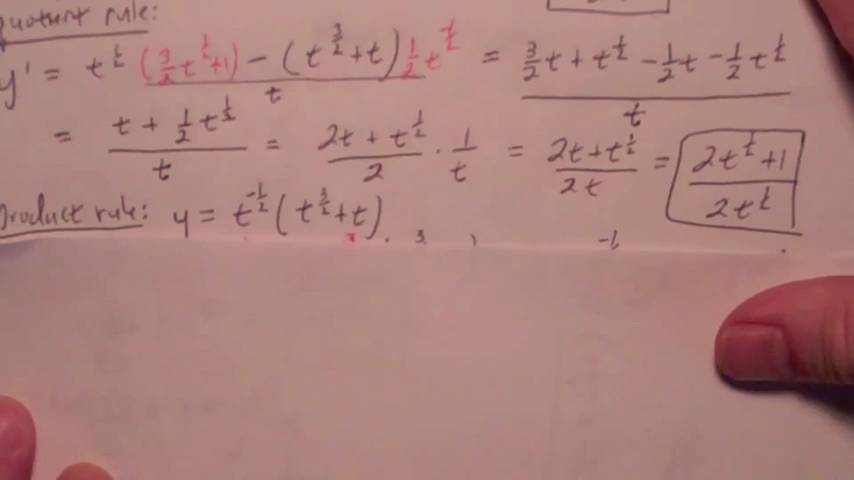 quotient rule:
y' = t^{1/2} (3/2 t^{1/2}+1) - (t^{3/2}+t) 1/2 t^{-1/2} / t = 3/2 t + t^{1/2} - 1/2 t - 1/2 t^{1/2} / t
= t + 1/2 t^{1/2} / t = 2t + t^{1/2} / 2 · 1/t = 2t+t^{1/2} / 2t = 2t^{1/2}+1 / 2t^{1/2}
product rule: y = t^{-1/2} (t^{3/2}+t)